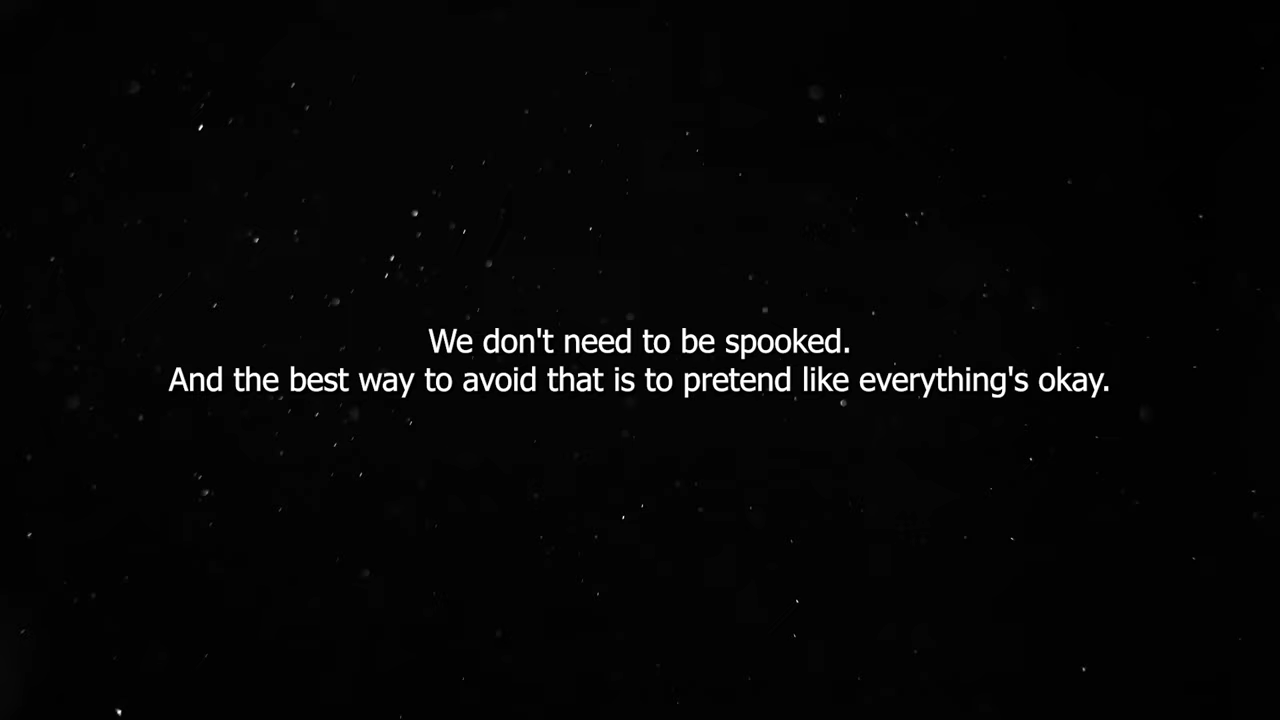 We don't need to be spooked.
And the best way to avoid that is to pretend like everything's okay.